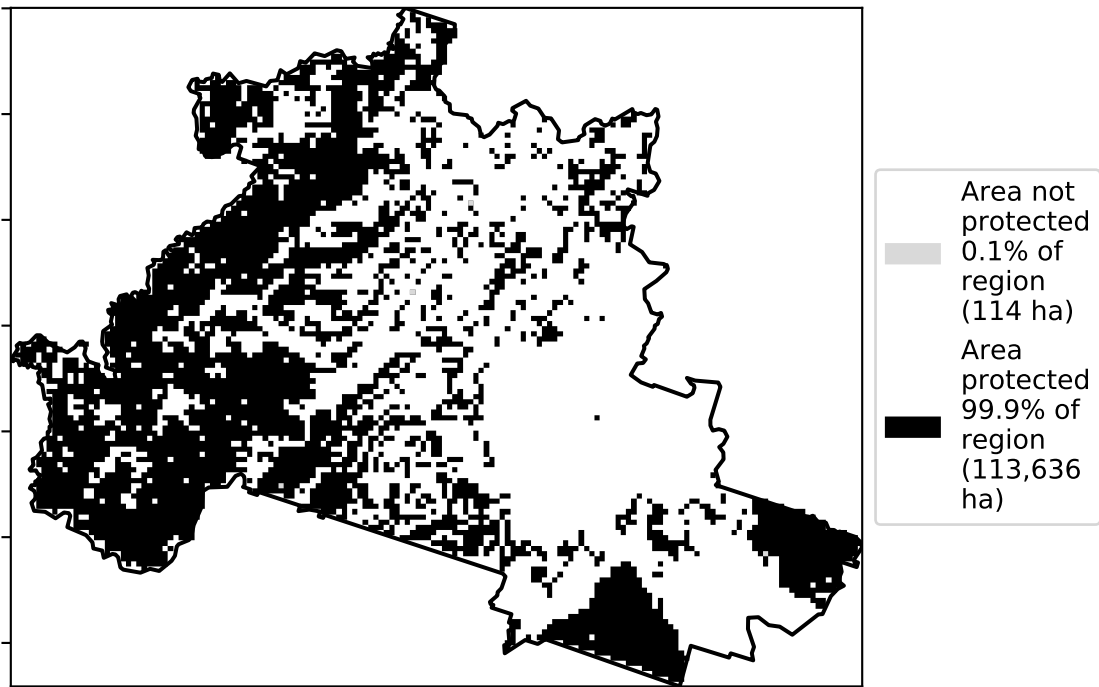 Area not
protected
0.1% of
region
(114 ha)
Area
protected
99.9% of
region
(113,636
ha)